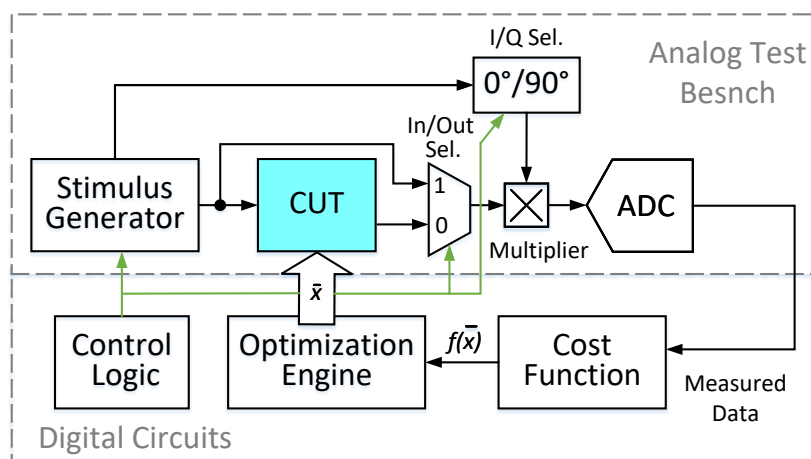 I/Q Sel.
Analog Test
Besnch
0°/90°
In/Out
Sel.
Stimulus
Generator
CUT
1
0
ADC
Multiplier
x̄
Control
Logic
Optimization
Engine
f(x̄)
Cost
Function
Measured
Data
Digital Circuits